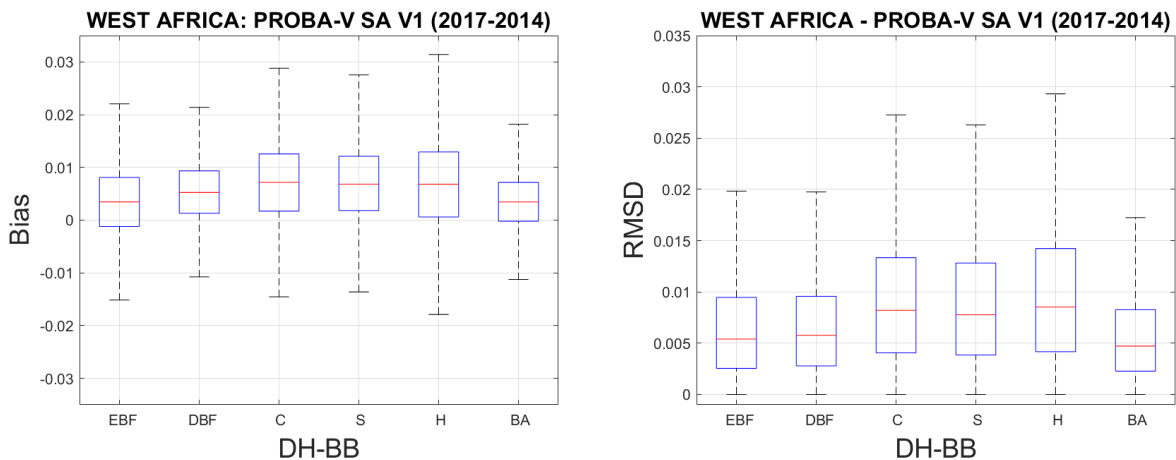 WEST AFRICA: PROBA-V SA V1 (2017-2014)
Bias
0.03
0.02
0.01
0
-0.01
-0.02
-0.03
EBF DBF C S H BA
DH-BB
WEST AFRICA - PROBA-V SA V1 (2017-2014)
RMSD
0.035
0.03
0.025
0.02
0.015
0.01
0.005
0
EBF DBF C S H BA
DH-BB